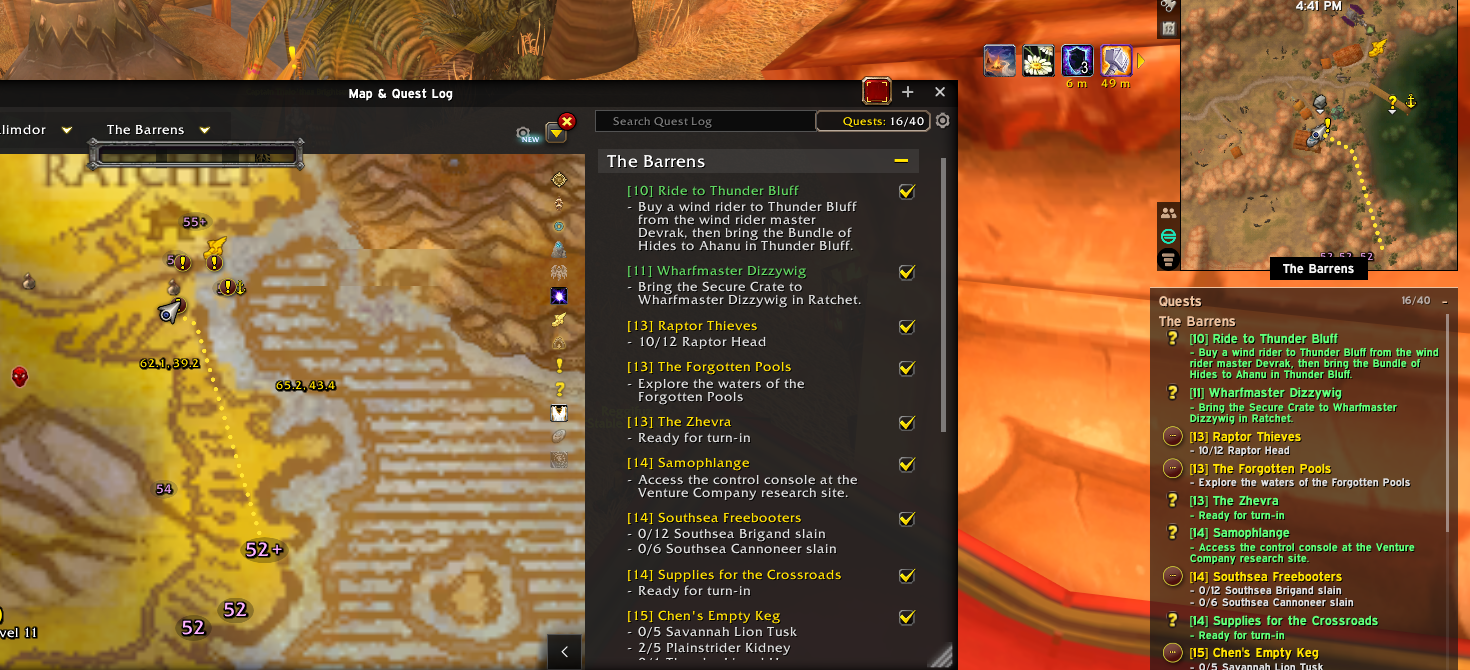 4:41 PM
6 m
49 m
Map & Quest Log
limdor
The Barrens
NEW
Search Quest Log
Quests: 16/40
RATCHET
55+
62.1, 39.2
65.2, 43.4
54
52+
52
52
vel 11
The Barrens
[10] Ride to Thunder Bluff
- Buy a wind rider to Thunder Bluff
from the wind rider master
Devrak, then bring the Bundle of
Hides to Ahanu in Thunder Bluff.
[11] Wharfmaster Dizzywig
- Bring the Secure Crate to
Wharfmaster Dizzywig in Ratchet.
[13] Raptor Thieves
- 10/12 Raptor Head
[13] The Forgotten Pools
- Explore the waters of the
Forgotten Pools
[13] The Zhevra
- Ready for turn-in
[14] Samophlange
- Access the control console at the
Venture Company research site.
[14] Southsea Freebooters
- 0/12 Southsea Brigand slain
- 0/6 Southsea Cannoneer slain
[14] Supplies for the Crossroads
- Ready for turn-in
[15] Chen's Empty Keg
- 0/5 Savannah Lion Tusk
- 2/5 Plainstrider Kidney
52 52 52
The Barrens
Quests
16/40 -
The Barrens
[10] Ride to Thunder Bluff
- Buy a wind rider to Thunder Bluff from the wind
rider master Devrak, then bring the Bundle of
Hides to Ahanu in Thunder Bluff.
[11] Wharfmaster Dizzywig
- Bring the Secure Crate to Wharfmaster
Dizzywig in Ratchet.
[13] Raptor Thieves
- 10/12 Raptor Head
[13] The Forgotten Pools
- Explore the waters of the Forgotten Pools
[13] The Zhevra
- Ready for turn-in
[14] Samophlange
- Access the control console at the Venture
Company research site.
[14] Southsea Freebooters
- 0/12 Southsea Brigand slain
- 0/6 Southsea Cannoneer slain
[14] Supplies for the Crossroads
- Ready for turn-in
[15] Chen's Empty Keg
- 0/5 Savannah Lion Tusk